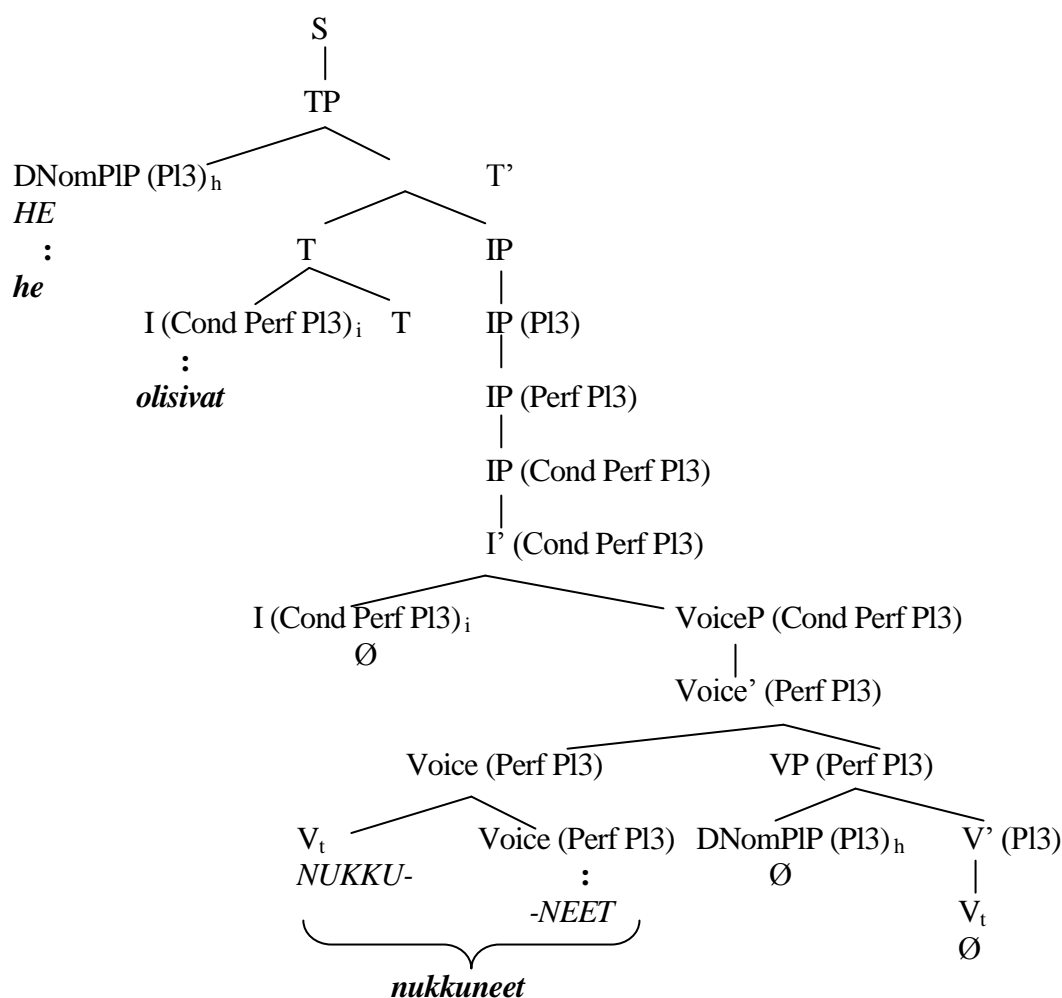 S
TP
DNomPlP (Pl3)h T’
HE
: T IP
he
I (Cond Perf Pl3)i T IP (Pl3)
:
olisivat IP (Perf Pl3)
IP (Cond Perf Pl3)
I’ (Cond Perf Pl3)
I (Cond Perf Pl3)i VoiceP (Cond Perf Pl3)
Ø
Voice’ (Perf Pl3)
Voice (Perf Pl3) VP (Perf Pl3)
Vt Voice (Perf Pl3) DNomPlP (Pl3)h V’ (Pl3)
NUKKU- : Ø
-NEET Vt
Ø
nukkuneet